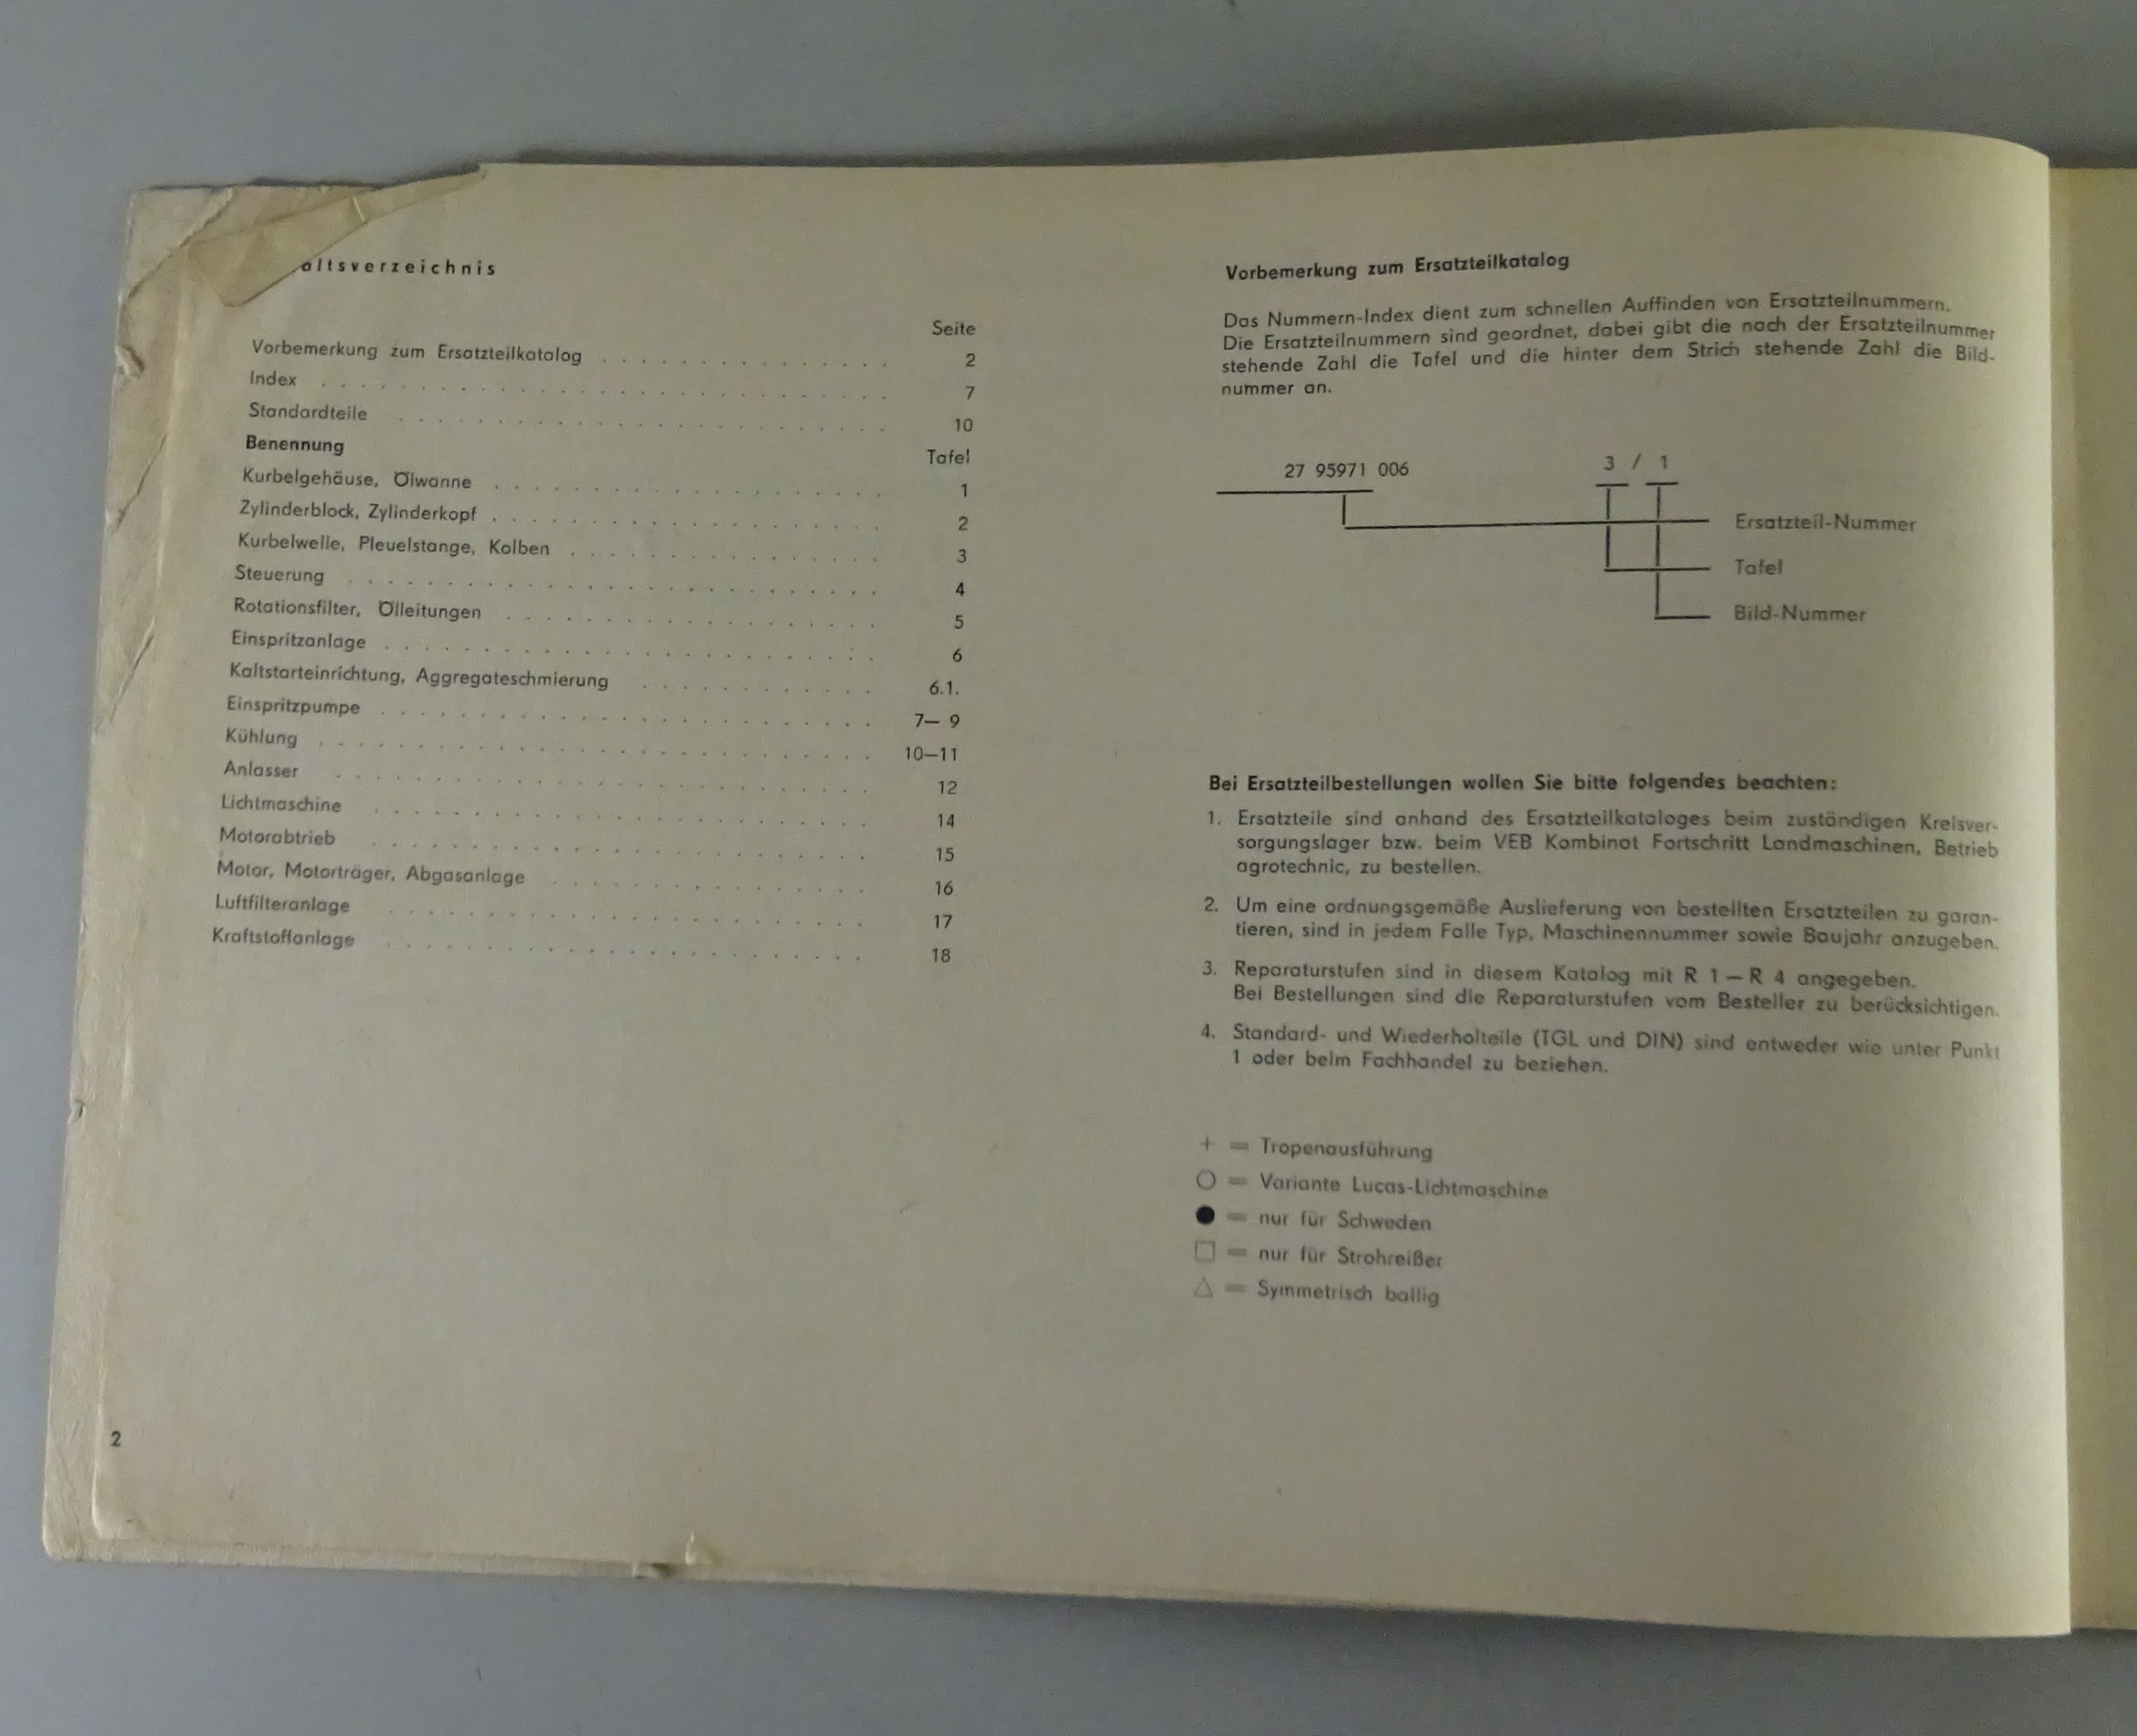 altsverzeichnis
Seite
Vorbemerkung zum Ersatzteilkatalog . . . . . . . . . . . 2
Index . . . . . . . . . . . . . . . . . . . . . . 7
Standardteile . . . . . . . . . . . . . . . . . . . 10
Benennung Tafel
Kurbelgehäuse, Ölwanne . . . . . . . . . . . . . . . 1
Zylinderblock, Zylinderkopf . . . . . . . . . . . . . . . 2
Kurbelwelle, Pleuelstange, Kolben . . . . . . . . . . . . 3
Steuerung . . . . . . . . . . . . . . . . . . . . 4
Rotationsfilter, Ölleitungen . . . . . . . . . . . . . . 5
Einspritzanlage . . . . . . . . . . . . . . . . . . . 6
Kaltstarteinrichtung, Aggregateschmierung . . . . . . . . . 6.1.
Einspritzpumpe . . . . . . . . . . . . . . . . . . . 7— 9
Kühlung . . . . . . . . . . . . . . . . . . . . . 10—11
Anlasser . . . . . . . . . . . . . . . . . . . . 12
Lichtmaschine . . . . . . . . . . . . . . . . . . . 14
Motorabtrieb . . . . . . . . . . . . . . . . . . . 15
Motor, Motorträger, Abgasanlage . . . . . . . . . . . . 16
Luftfilteranlage . . . . . . . . . . . . . . . . . . 17
Kraftstoffanlage . . . . . . . . . . . . . . . . . . 18
2
Vorbemerkung zum Ersatzteilkatalog
Das Nummern-Index dient zum schnellen Auffinden von Ersatzteilnummern.
Die Ersatzteilnummern sind geordnet, dabei gibt die nach der Ersatzteilnummer
stehende Zahl die Tafel und die hinter dem Strich stehende Zahl die Bild-
nummer an.
27 95971 006 3 / 1
Ersatzteil-Nummer
Tafel
Bild-Nummer
Bei Ersatzteilbestellungen wollen Sie bitte folgendes beachten:
1. Ersatzteile sind anhand des Ersatzteilkataloges beim zuständigen Kreisver-
sorgungslager bzw. beim VEB Kombinat Fortschritt Landmaschinen, Betrieb
agrotechnic, zu bestellen.
2. Um eine ordnungsgemäße Auslieferung von bestellten Ersatzteilen zu garan-
tieren, sind in jedem Falle Typ, Maschinennummer sowie Baujahr anzugeben.
3. Reparaturstufen sind in diesem Katalog mit R 1 — R 4 angegeben.
Bei Bestellungen sind die Reparaturstufen vom Besteller zu berücksichtigen.
4. Standard- und Wiederholteile (TGL und DIN) sind entweder wie unter Punkt
1 oder beim Fachhandel zu beziehen.
+ = Tropenausführung
○ = Variante Lucas-Lichtmaschine
● = nur für Schweden
□ = nur für Strohreißer
△ = Symmetrisch ballig